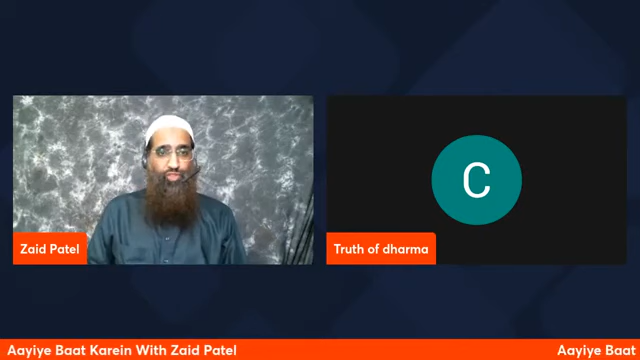 C
Zaid Patel
Truth of dharma
Aayiye Baat Karein With Zaid Patel
Aayiye Baat